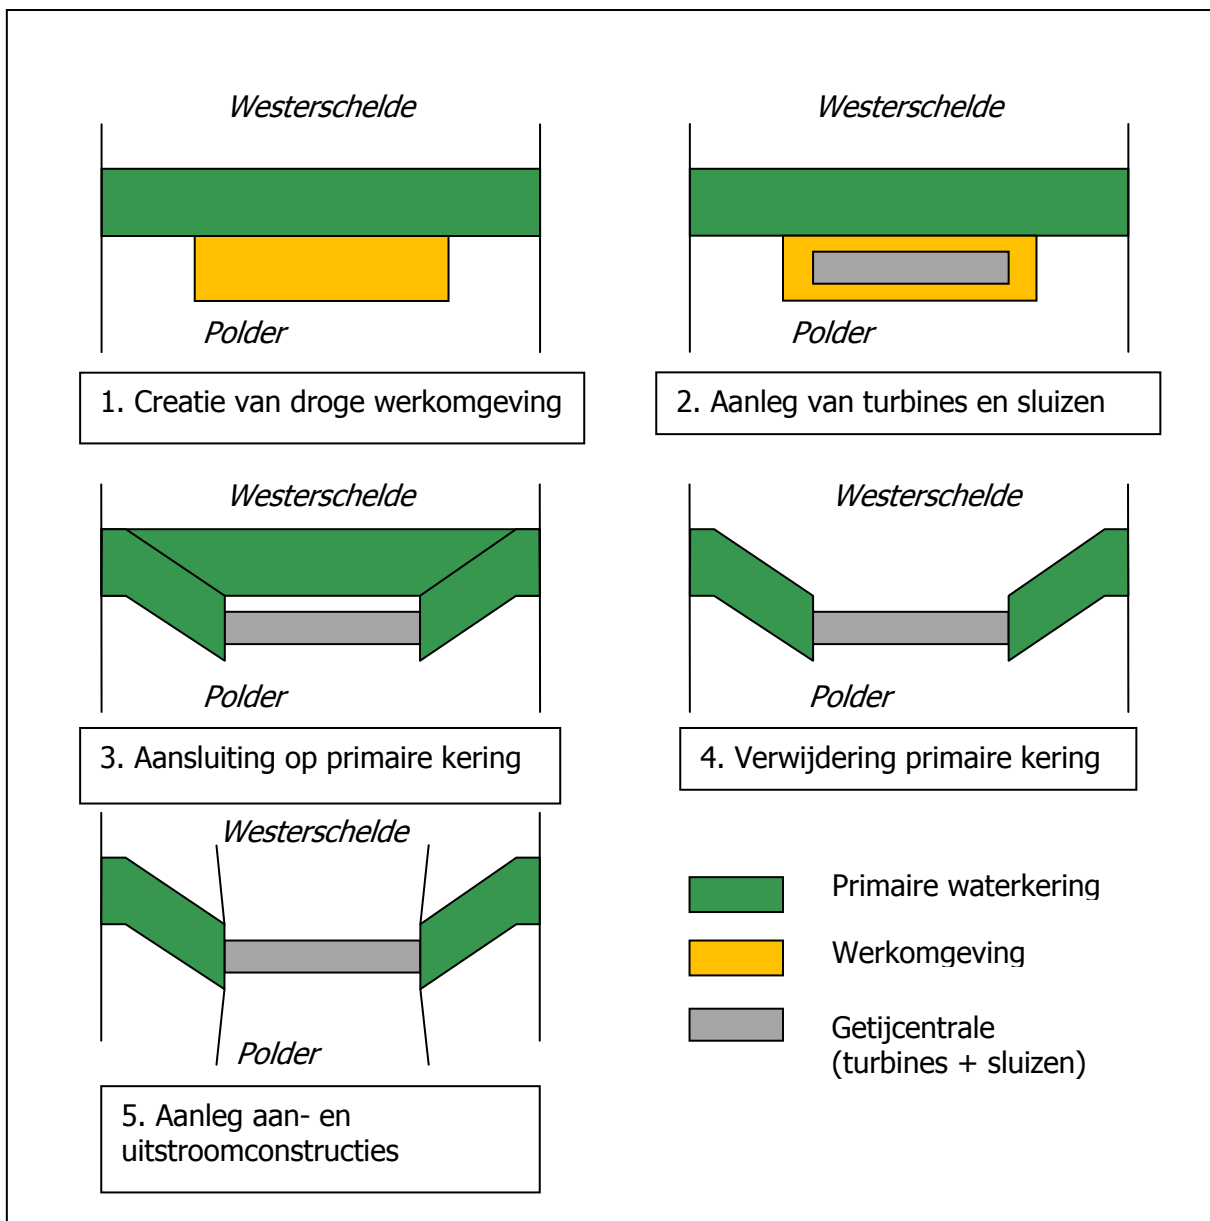 Westerschelde
Polder
1. Creatie van droge werkomgeving
Westerschelde
Polder
2. Aanleg van turbines en sluizen
Westerschelde
Polder
3. Aansluiting op primaire kering
Westerschelde
Polder
4. Verwijdering primaire kering
Westerschelde
Polder
5. Aanleg aan- en
uitstroomconstructies
Primaire waterkering
Werkomgeving
Getijcentrale
(turbines + sluizen)